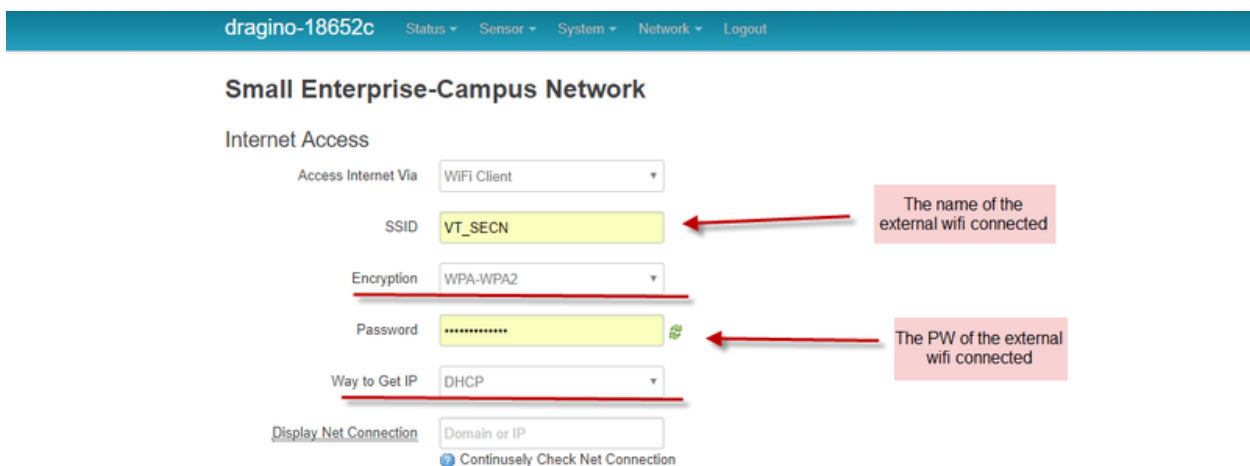 dragino-18652c Status Sensor System Network Logout
Small Enterprise-Campus Network
Internet Access
Access Internet Via WiFi Client
SSID VT_SECN
The name of the
external wifi connected
Encryption WPA-WPA2
Password •••••••••••••
The PW of the external
wifi connected
Way to Get IP DHCP
Display Net Connection Domain or IP
Continusely Check Net Connection